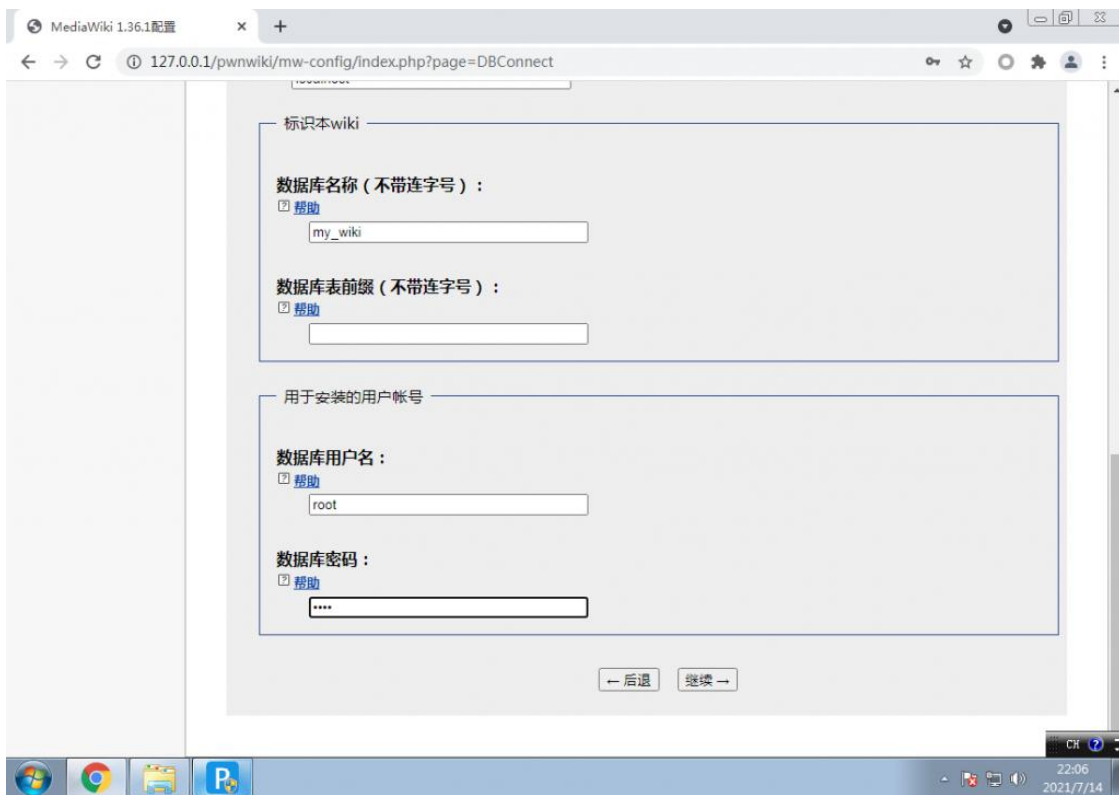 MediaWiki 1.36.1配置
127.0.0.1/pwnwiki/mw-config/index.php?page=DBConnect
localhost
标识本wiki
数据库名称（不带连字号）：
帮助
my_wiki
数据库表前缀（不带连字号）：
帮助
用于安装的用户帐号
数据库用户名：
帮助
root
数据库密码：
帮助
••••
←后退
继续→
CH
22:06
2021/7/14